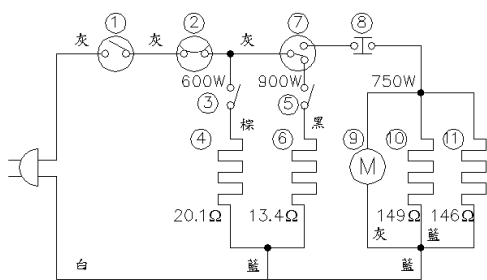 ① ② ⑦ ⑧
灰 灰 灰
600W 900W 750W
③ ⑤
棕 黑
④ ⑥ ⑨ ⑩ ⑪
M
20.1Ω 13.4Ω 149Ω 146Ω
灰 藍
白 藍 藍